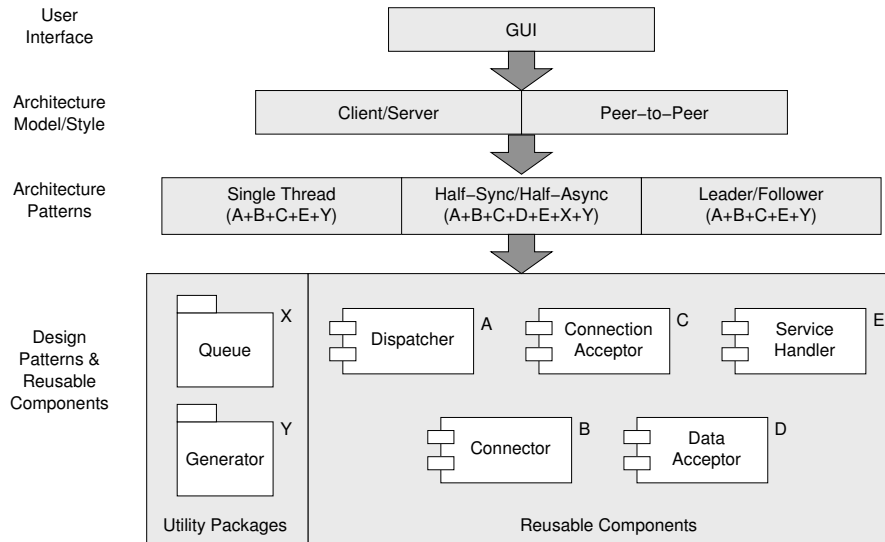 User
Interface
GUI
Architecture
Model/Style
Client/Server
Peer−to−Peer
Architecture
Patterns
Single Thread
(A+B+C+E+Y)
Half−Sync/Half−Async
(A+B+C+D+E+X+Y)
Leader/Follower
(A+B+C+E+Y)
Design
Patterns &
Reusable
Components
X
Queue
Y
Generator
Utility Packages
A
Dispatcher
C
Connection
Acceptor
E
Service
Handler
B
Connector
D
Data
Acceptor
Reusable Components